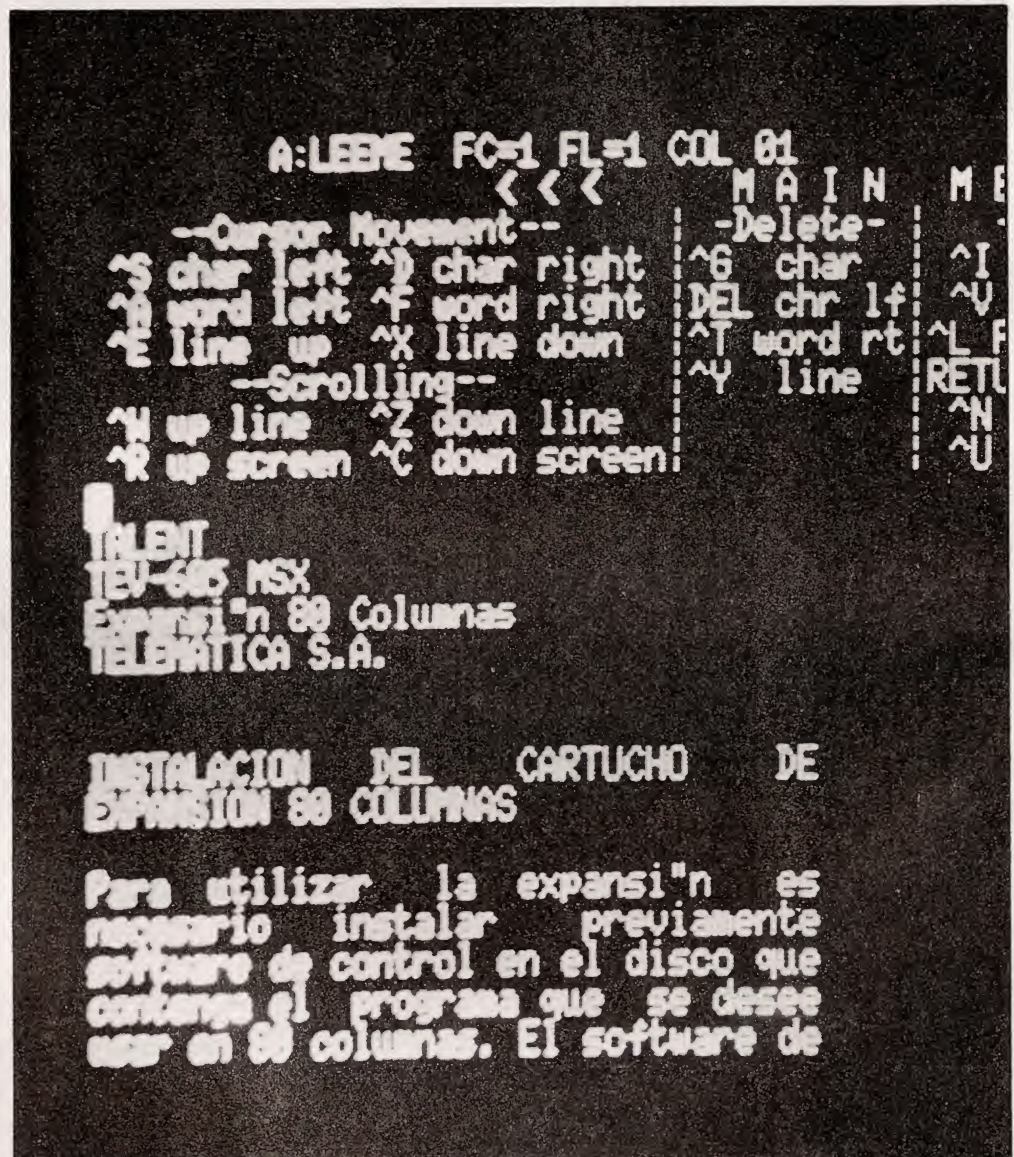 A:LEEME FC=1 FL=1 COL 01
< < < M A I N M E
--Cursor Movement-- | -Delete- | -
^S char left ^D char right |^G char | ^I
^A word left ^F word right |DEL chr lf| ^V
^E line up ^X line down |^T word rt|^L F
--Scrolling-- |^Y line |RETU
^W up line ^Z down line | | ^N
^R up screen ^C down screen| | ^U
TALENT
TEV-605 MSX
Expansi"n 80 Columnas
TELEMATICA S.A.
INSTALACION DEL CARTUCHO DE
EXPANSION 80 COLUMNAS
Para utilizar la expansi"n es
necesario instalar previamente
software de control en el disco que
contenga el programa que se desee
usar en 80 columnas. El software de